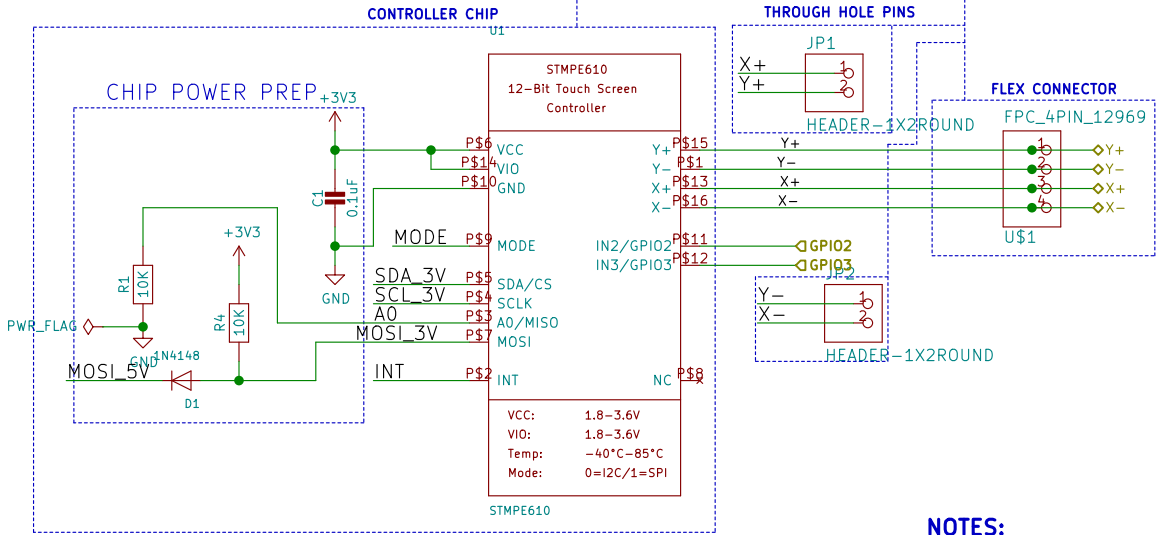 CONTROLLER CHIP
THROUGH HOLE PINS
U1
JP1
STMPE610
12-Bit Touch Screen
Controller
X+
1
Y+
2
CHIP POWER PREP
+3V3
FLEX CONNECTOR
HEADER-1X2ROUND
FPC_4PIN_12969
P$6
VCC
Y+
P$15
Y+
1
Y+
P$14
VIO
Y-
P$1
Y-
2
Y-
P$10
GND
X+
P$13
X+
3
X+
C1
0.1uF
X-
P$16
X-
4
X-
+3V3
MODE
P$9
MODE
IN2/GPIO2
P$11
GPIO2
U$1
IN3/GPIO3
P$12
GPIO3
JP2
R1
10K
GND
SDA_3V
P$5
SDA/CS
Y-
1
SCL_3V
P$4
SCLK
R4
10K
A0
P$3
A0/MISO
X-
2
PWR_FLAG
GND
MOSI_3V
P$7
MOSI
1N4148
HEADER-1X2ROUND
MOSI_5V
INT
P$2
INT
NC
P$8
D1
VCC: 1.8-3.6V
VIO: 1.8-3.6V
Temp: -40°C-85°C
Mode: 0=I2C/1=SPI
STMPE610
NOTES: